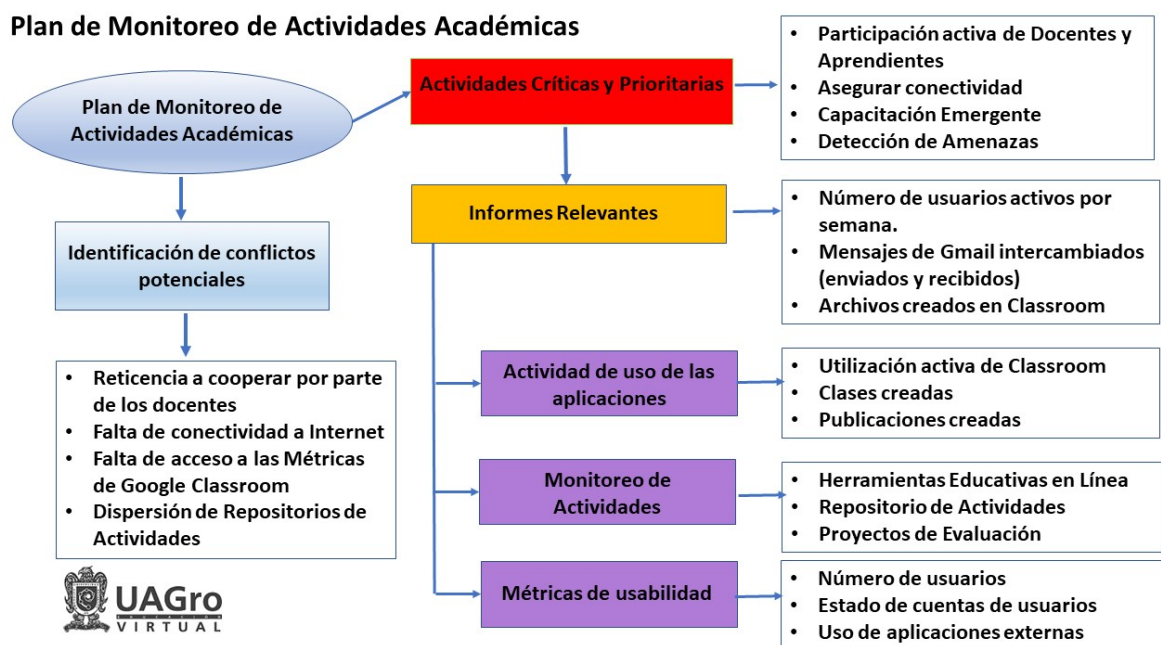 Plan de Monitoreo de Actividades Académicas
Plan de Monitoreo de
Actividades Académicas
Identificación de conflictos
potenciales
• Reticencia a cooperar por parte
de los docentes
• Falta de conectividad a Internet
• Falta de acceso a las Métricas
de Google Classroom
• Dispersión de Repositorios de
Actividades
Actividades Críticas y Prioritarias
• Participación activa de Docentes y
Aprendientes
• Asegurar conectividad
• Capacitación Emergente
• Detección de Amenazas
Informes Relevantes
• Número de usuarios activos por
semana.
• Mensajes de Gmail intercambiados
(enviados y recibidos)
• Archivos creados en Classroom
Actividad de uso de las
aplicaciones
• Utilización activa de Classroom
• Clases creadas
• Publicaciones creadas
Monitoreo de
Actividades
• Herramientas Educativas en Línea
• Repositorio de Actividades
• Proyectos de Evaluación
Métricas de usabilidad
• Número de usuarios
• Estado de cuentas de usuarios
• Uso de aplicaciones externas
UAGro
VIRTUAL